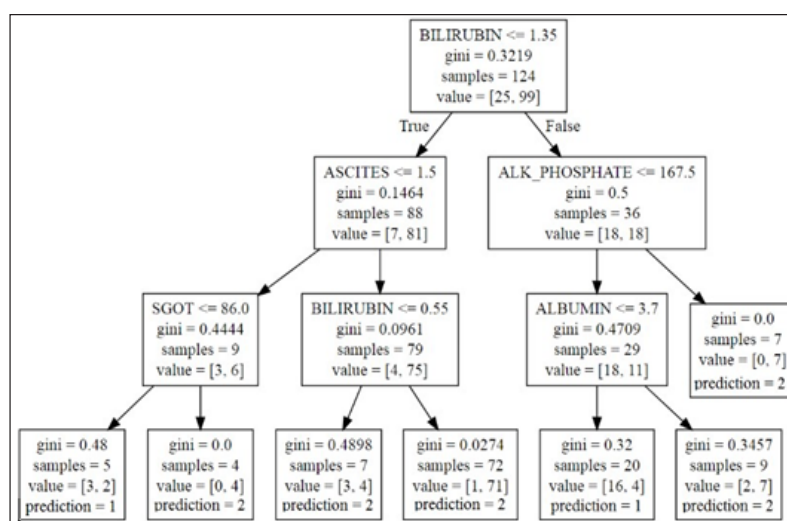 BILIRUBIN <= 1.35
gini = 0.3219
samples = 124
value = [25, 99]
True
False
ASCITES <= 1.5
gini = 0.1464
samples = 88
value = [7, 81]
ALK_PHOSPHATE <= 167.5
gini = 0.5
samples = 36
value = [18, 18]
SGOT <= 86.0
gini = 0.4444
samples = 9
value = [3, 6]
BILIRUBIN <= 0.55
gini = 0.0961
samples = 79
value = [4, 75]
ALBUMIN <= 3.7
gini = 0.4709
samples = 29
value = [18, 11]
gini = 0.0
samples = 7
value = [0, 7]
prediction = 2
gini = 0.48
samples = 5
value = [3, 2]
prediction = 1
gini = 0.0
samples = 4
value = [0, 4]
prediction = 2
gini = 0.4898
samples = 7
value = [3, 4]
prediction = 2
gini = 0.0274
samples = 72
value = [1, 71]
prediction = 2
gini = 0.32
samples = 20
value = [16, 4]
prediction = 1
gini = 0.3457
samples = 9
value = [2, 7]
prediction = 2